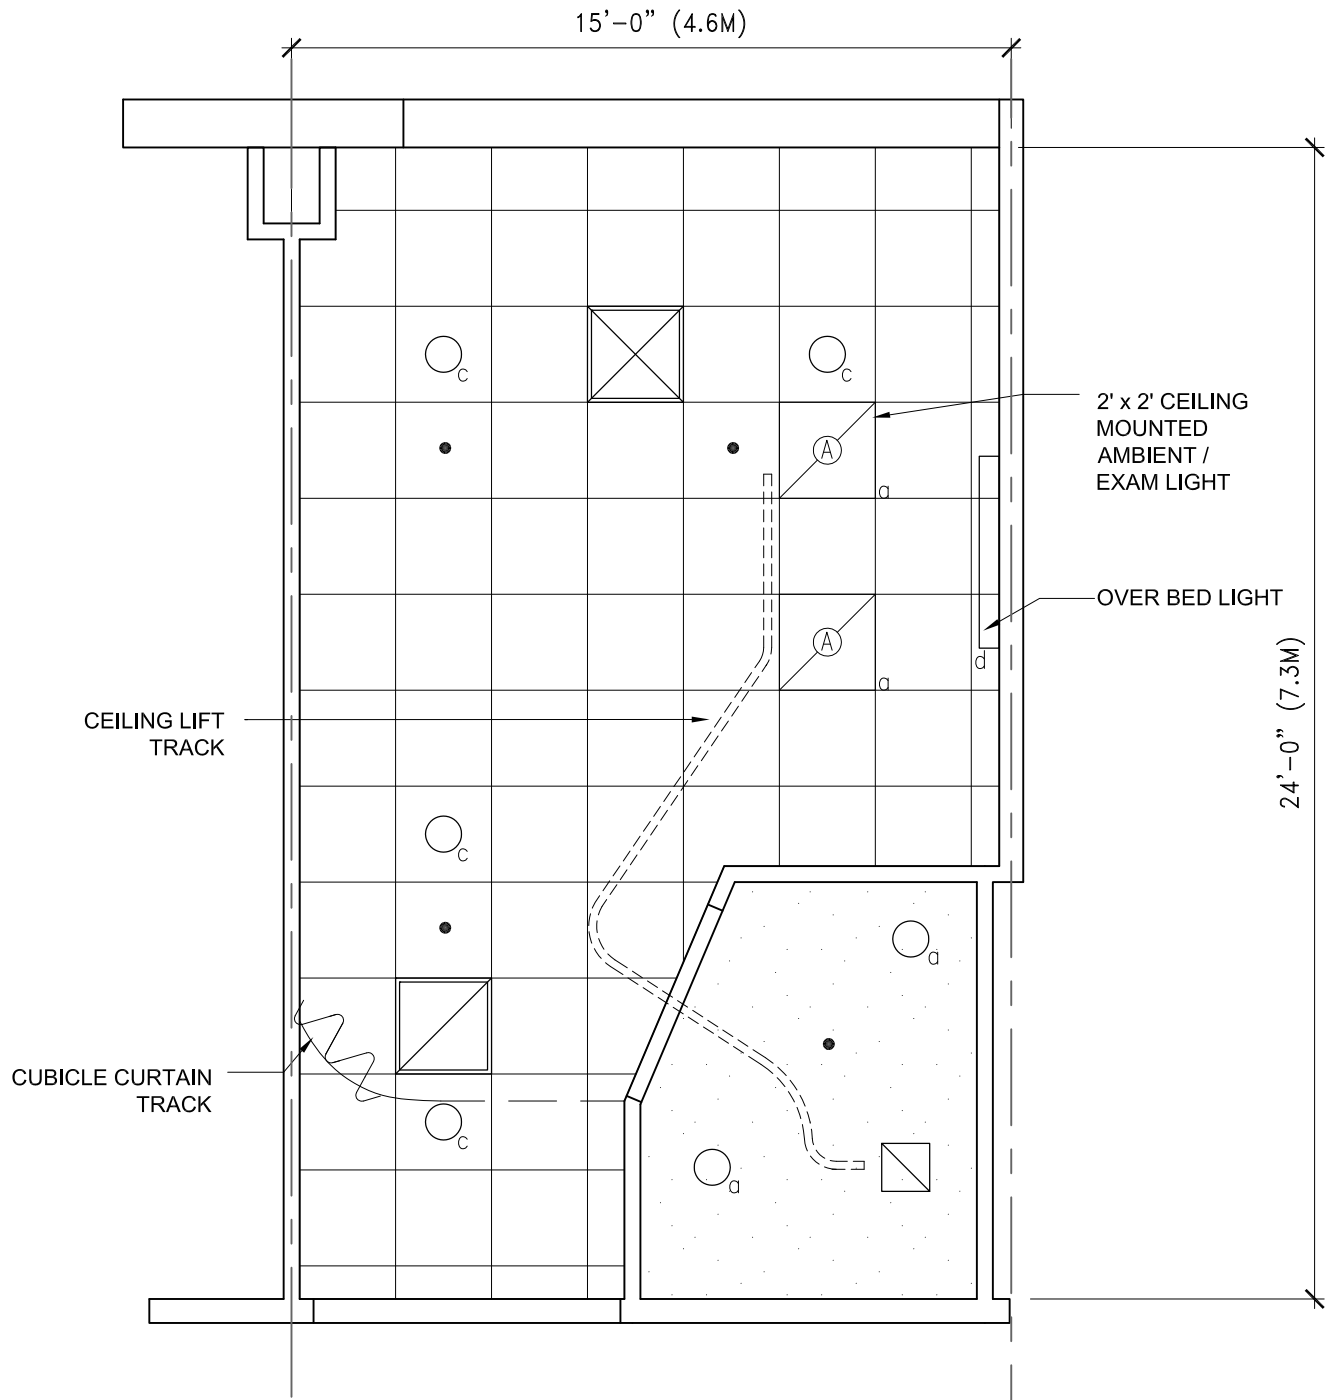 15’-0” (4.6M)
c
c
2' x 2' CEILING
MOUNTED
AMBIENT /
EXAM LIGHT
A
a
OVER BED LIGHT
A
d
a
24’-0” (7.3M)
CEILING LIFT
TRACK
c
a
CUBICLE CURTAIN
TRACK
c
a